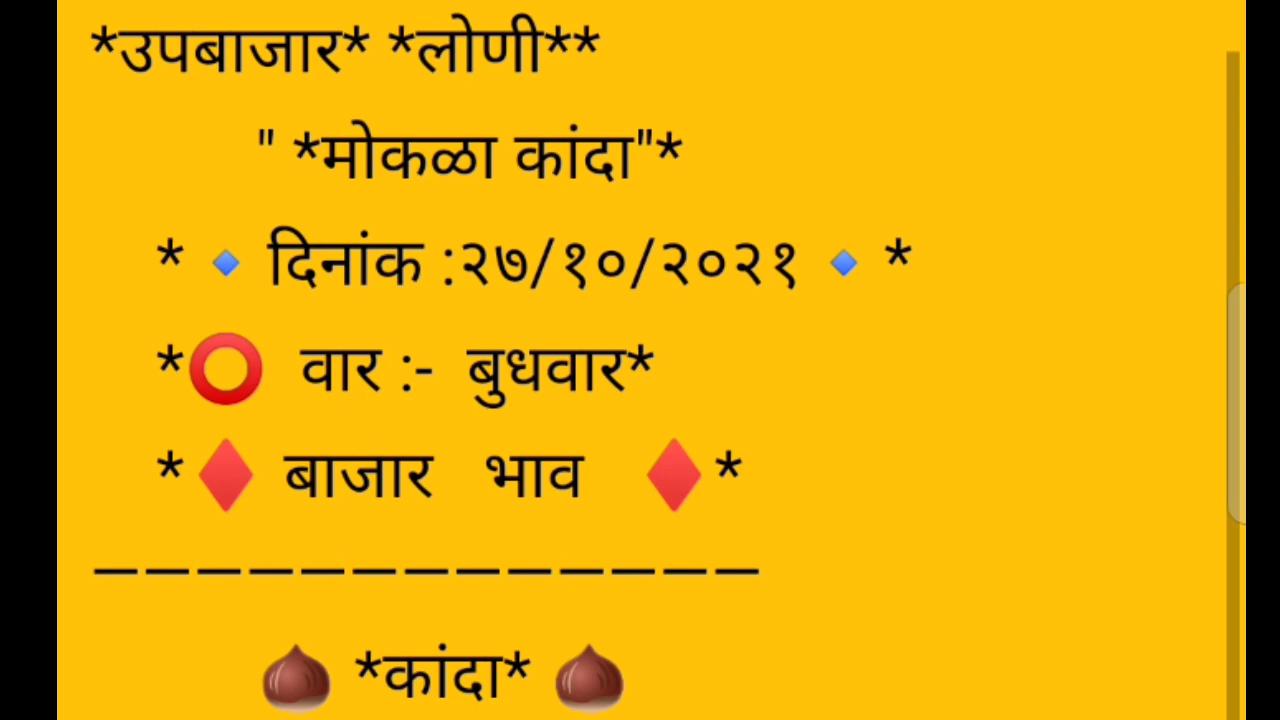 *उपबाजार* *लोणी**
" *मोकळा कांदा"*
*🔹 दिनांक :२७/१०/२०२१ 🔹*
*⭕ वार :- बुधवार*
*♦️ बाजार भाव ♦️*
—————————————
🌰 *कांदा* 🌰